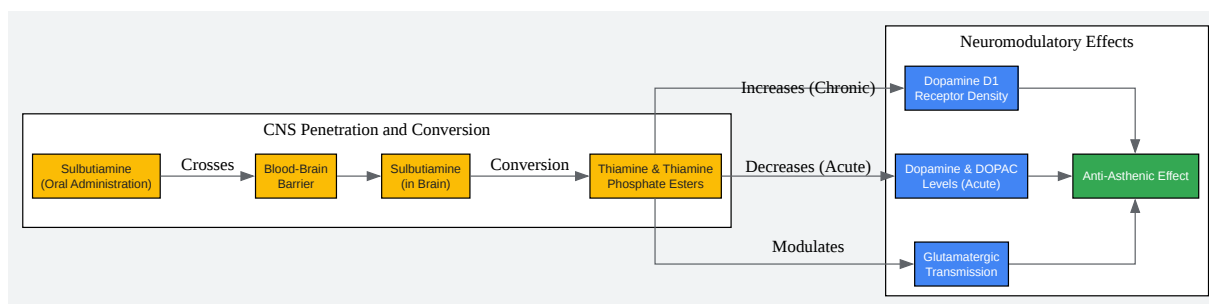 Neuromodulatory Effects
Dopamine D1
Receptor Density
Increases (Chronic)
CNS Penetration and Conversion
Sulbutiamine
(Oral Administration)
Crosses
Blood-Brain
Barrier
Sulbutiamine
(in Brain)
Conversion
Thiamine & Thiamine
Phosphate Esters
Decreases (Acute)
Dopamine & DOPAC
Levels (Acute)
Anti-Asthenic Effect
Modulates
Glutamatergic
Transmission